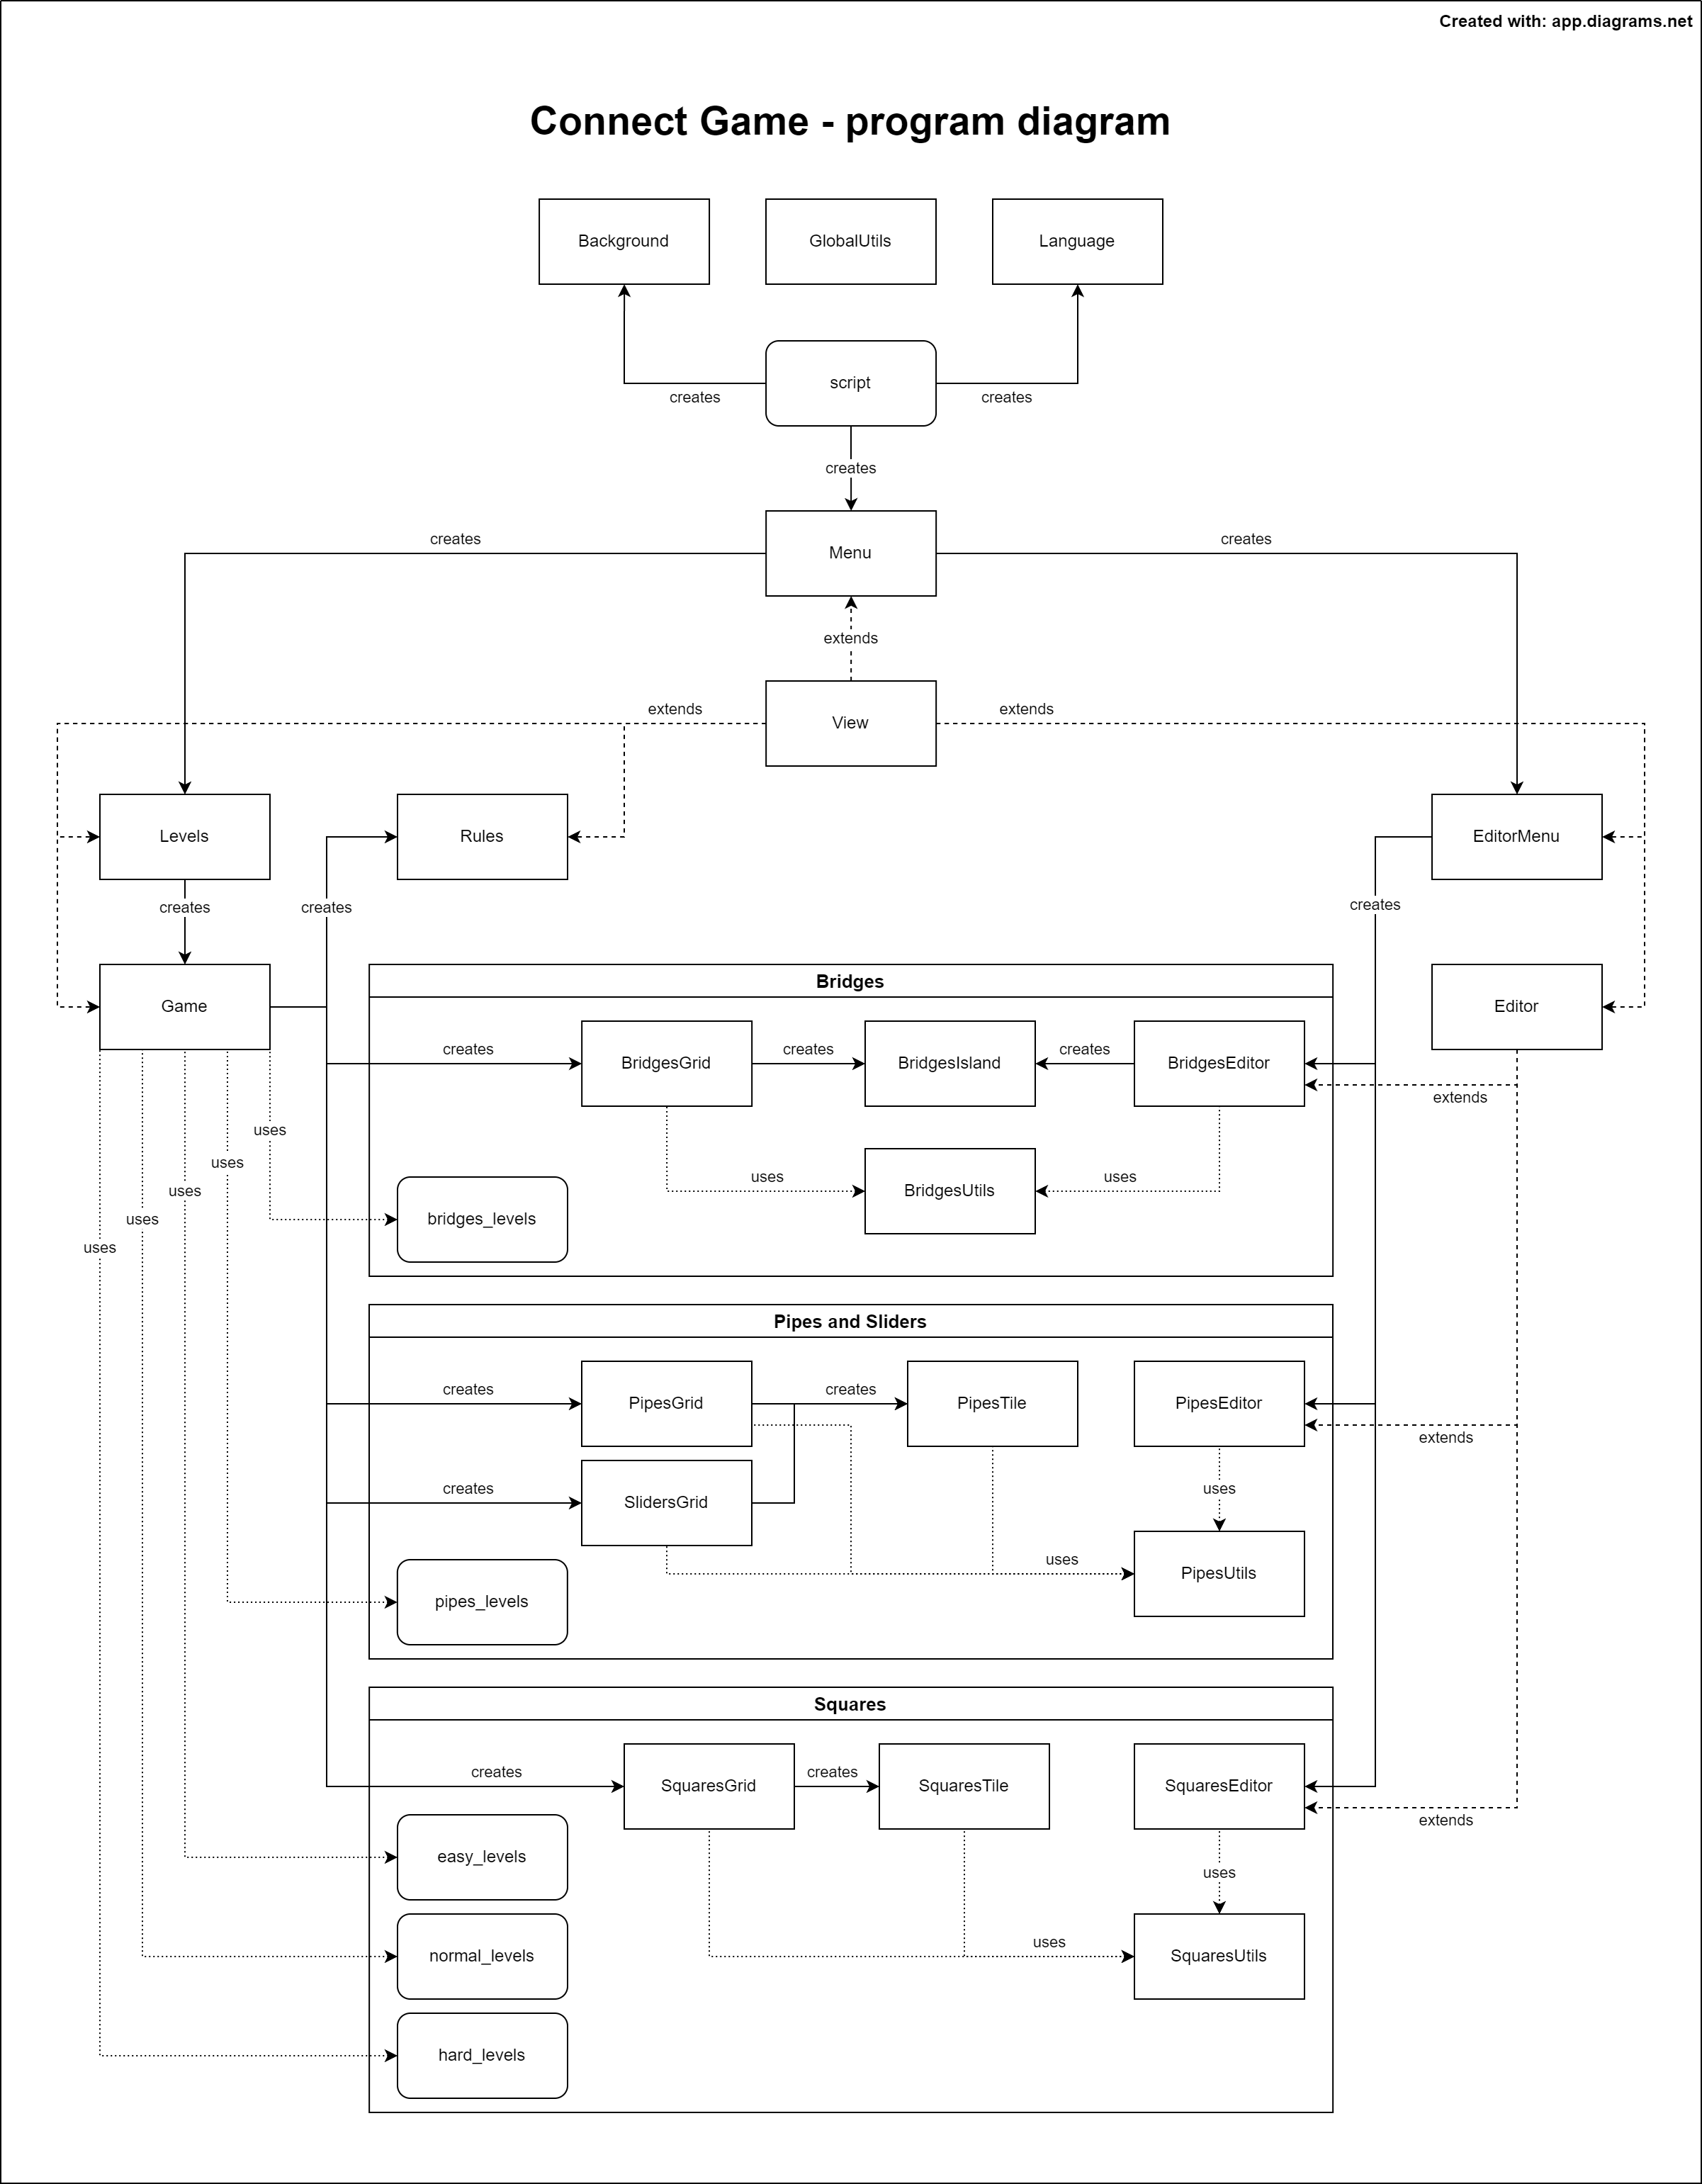 Created with: app.diagrams.net
Connect Game - program diagram
Background
GlobalUtils
Language
script
creates
creates
creates
Menu
creates
creates
extends
View
extends
extends
Levels
Rules
EditorMenu
creates
creates
creates
Game
Editor
Bridges
creates
BridgesGrid
creates
BridgesIsland
creates
BridgesEditor
extends
uses
uses
uses
uses
uses
uses
uses
BridgesUtils
bridges_levels
Pipes and Sliders
creates
PipesGrid
creates
PipesTile
PipesEditor
extends
creates
SlidersGrid
uses
uses
PipesUtils
pipes_levels
Squares
creates
SquaresGrid
creates
SquaresTile
SquaresEditor
extends
easy_levels
uses
normal_levels
uses
SquaresUtils
hard_levels